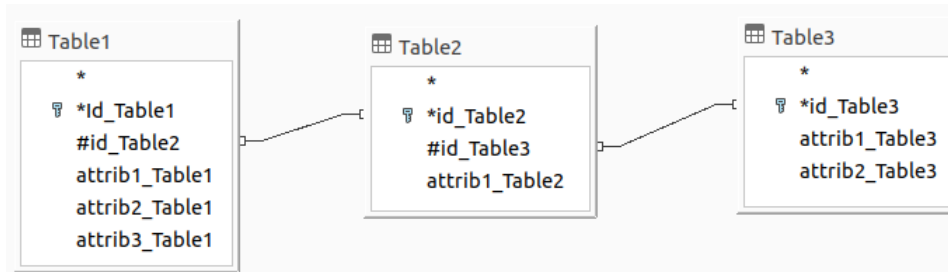 Table1
*
*Id_Table1
#id_Table2
attrib1_Table1
attrib2_Table1
attrib3_Table1
Table2
*
*id_Table2
#id_Table3
attrib1_Table2
Table3
*
*id_Table3
attrib1_Table3
attrib2_Table3